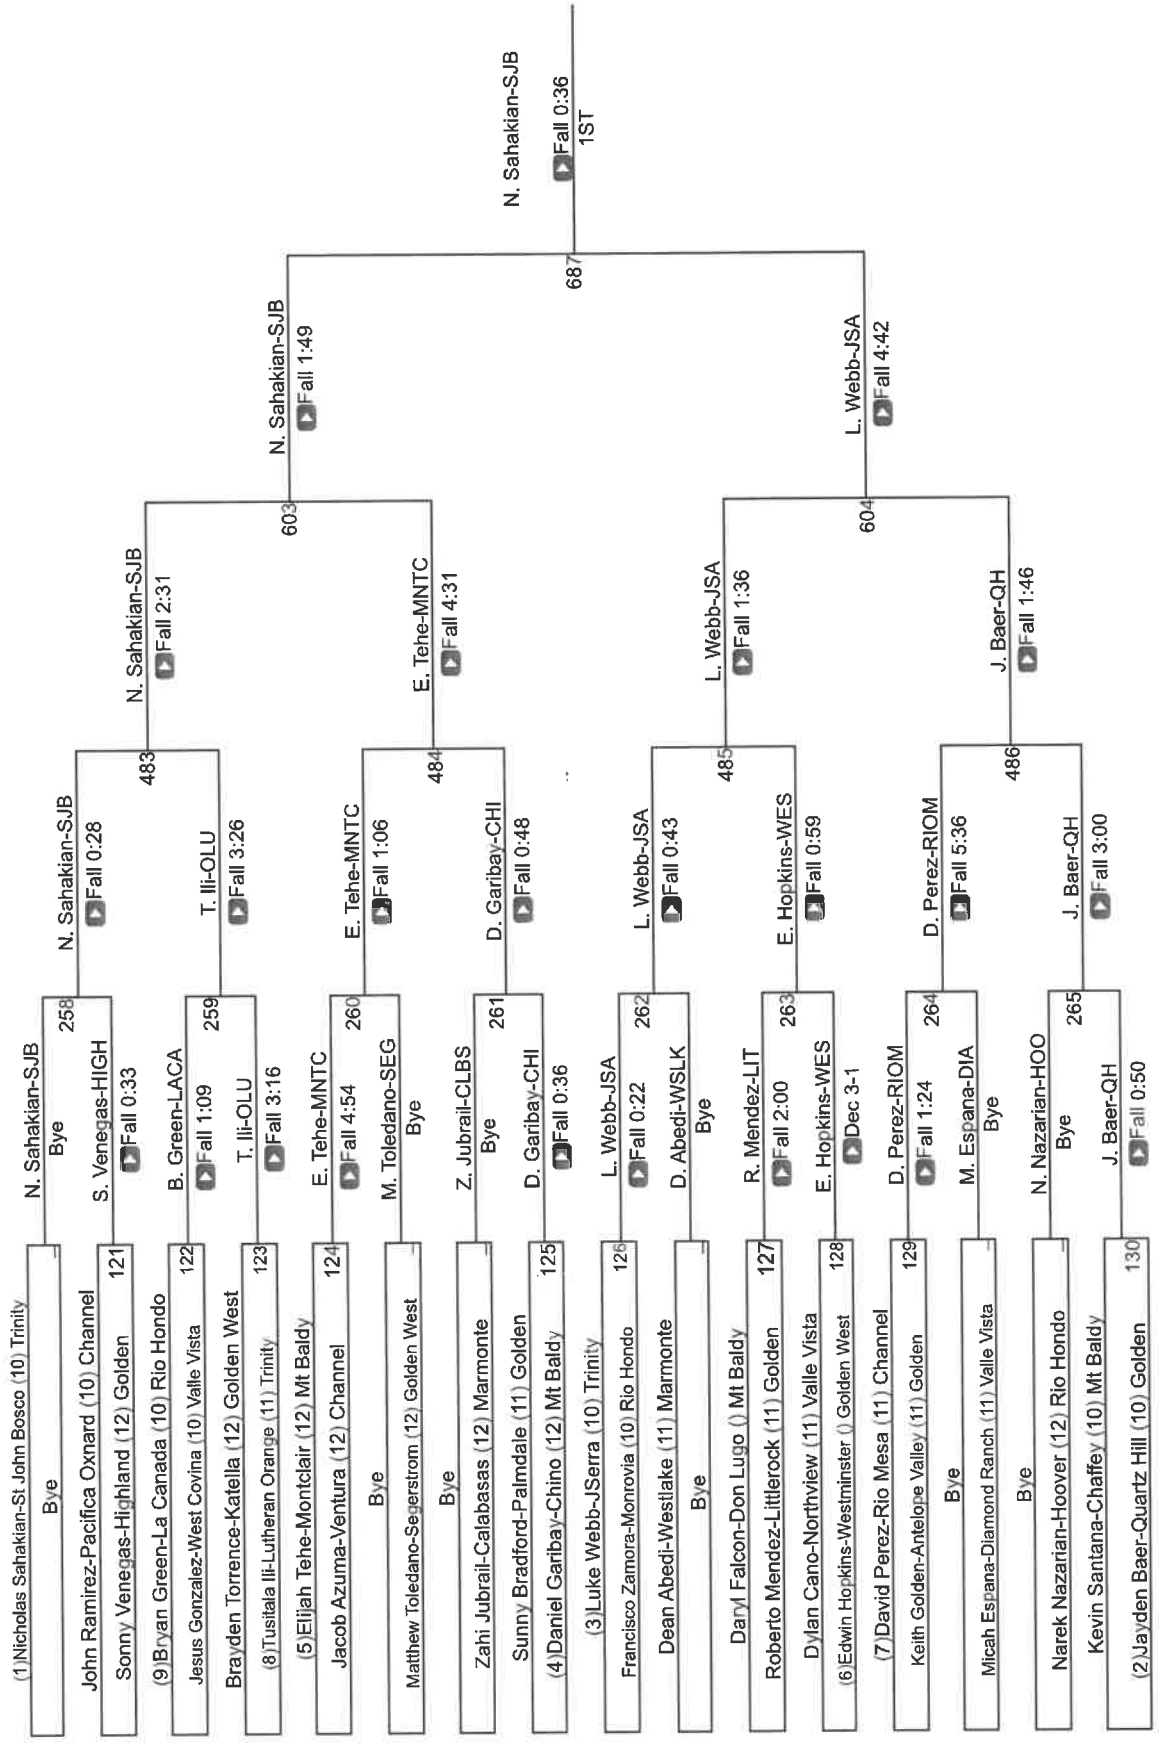 (1)Nicholas Sahakian-St John Bosco (10) Trinity
Bye
John Ramirez-Pacifica Oxnard (10) Channel
Sonny Venegas-Highland (12) Golden
121
(9)Bryan Green-La Canada (10) Rio Hondo
Jesus Gonzalez-West Covina (10) Valle Vista
122
Brayden Torrence-Katella (12) Golden West
(8)Tusitala Ili-Lutheran Orange (11) Trinity
123
(5)Elijah Tehe-Montclair (12) Mt Baldy
Jacob Azuma-Ventura (12) Channel
124
Bye
Matthew Toledano-Segerstrom (12) Golden West
Bye
Zahi Jubrail-Calabassas (12) Marmonte
Sunny Bradford-Palmdale (11) Golden
(4)Daniel Garibay-Chino (12) Mt Baldy
125
(3)Luke Webb-JSerra (10) Trinity
Francisco Zamora-Monrovia (10) Rio Hondo
126
Dean Abedi-Westlake (11) Marmonte
Bye
Daryl Falcon-Don Lugo () Mt Baldy
Roberto Mendez-Littlerock (11) Golden
127
Dylan Cano-Northview (11) Valle Vista
(6)Edwin Hopkins-Westminster () Golden West
128
(7)David Perez-Rio Mesa (11) Channel
Keith Golden-Antelope Valley (11) Golden
129
Bye
Micah Espana-Diamond Ranch (11) Valle Vista
Bye
Narek Nazarian-Hoover (12) Rio Hondo
Kevin Santana-Chaffey (10) Mt Baldy
(2)Jayden Baer-Quartz Hill (10) Golden
130
N. Sahakian-SJB
Bye
258
S. Venegas-HIGH
Fall 0:33
B. Green-LACA
Fall 1:09
259
T. Ili-OLU
Fall 3:16
E. Tehe-MNTC
Fall 4:54
260
M. Toledano-SEG
Bye
Z. Jubrail-CLBS
Bye
261
D. Garibay-CHI
Fall 0:36
L. Webb-JSA
Fall 0:22
262
D. Abedi-WSLK
Bye
R. Mendez-LIT
Fall 2:00
263
E. Hopkins-WES
Dec 3-1
D. Perez-RIOM
Fall 1:24
264
M. Espana-DIA
Bye
N. Nazarian-HOO
Bye
265
J. Baer-QH
Fall 0:50
N. Sahakian-SJB
Fall 0:28
483
T. Ili-OLU
Fall 3:26
E. Tehe-MNTC
Fall 1:06
484
D. Garibay-CHI
Fall 0:48
L. Webb-JSA
Fall 0:43
485
E. Hopkins-WES
Fall 0:59
D. Perez-RIOM
Fall 5:36
486
J. Baer-QH
Fall 3:00
N. Sahakian-SJB
Fall 2:31
603
E. Tehe-MNTC
Fall 4:31
L. Webb-JSA
Fall 1:36
604
J. Baer-QH
Fall 1:46
N. Sahakian-SJB
Fall 1:49
687
L. Webb-JSA
Fall 4:42
N. Sahakian-SJB
Fall 0:36
1ST